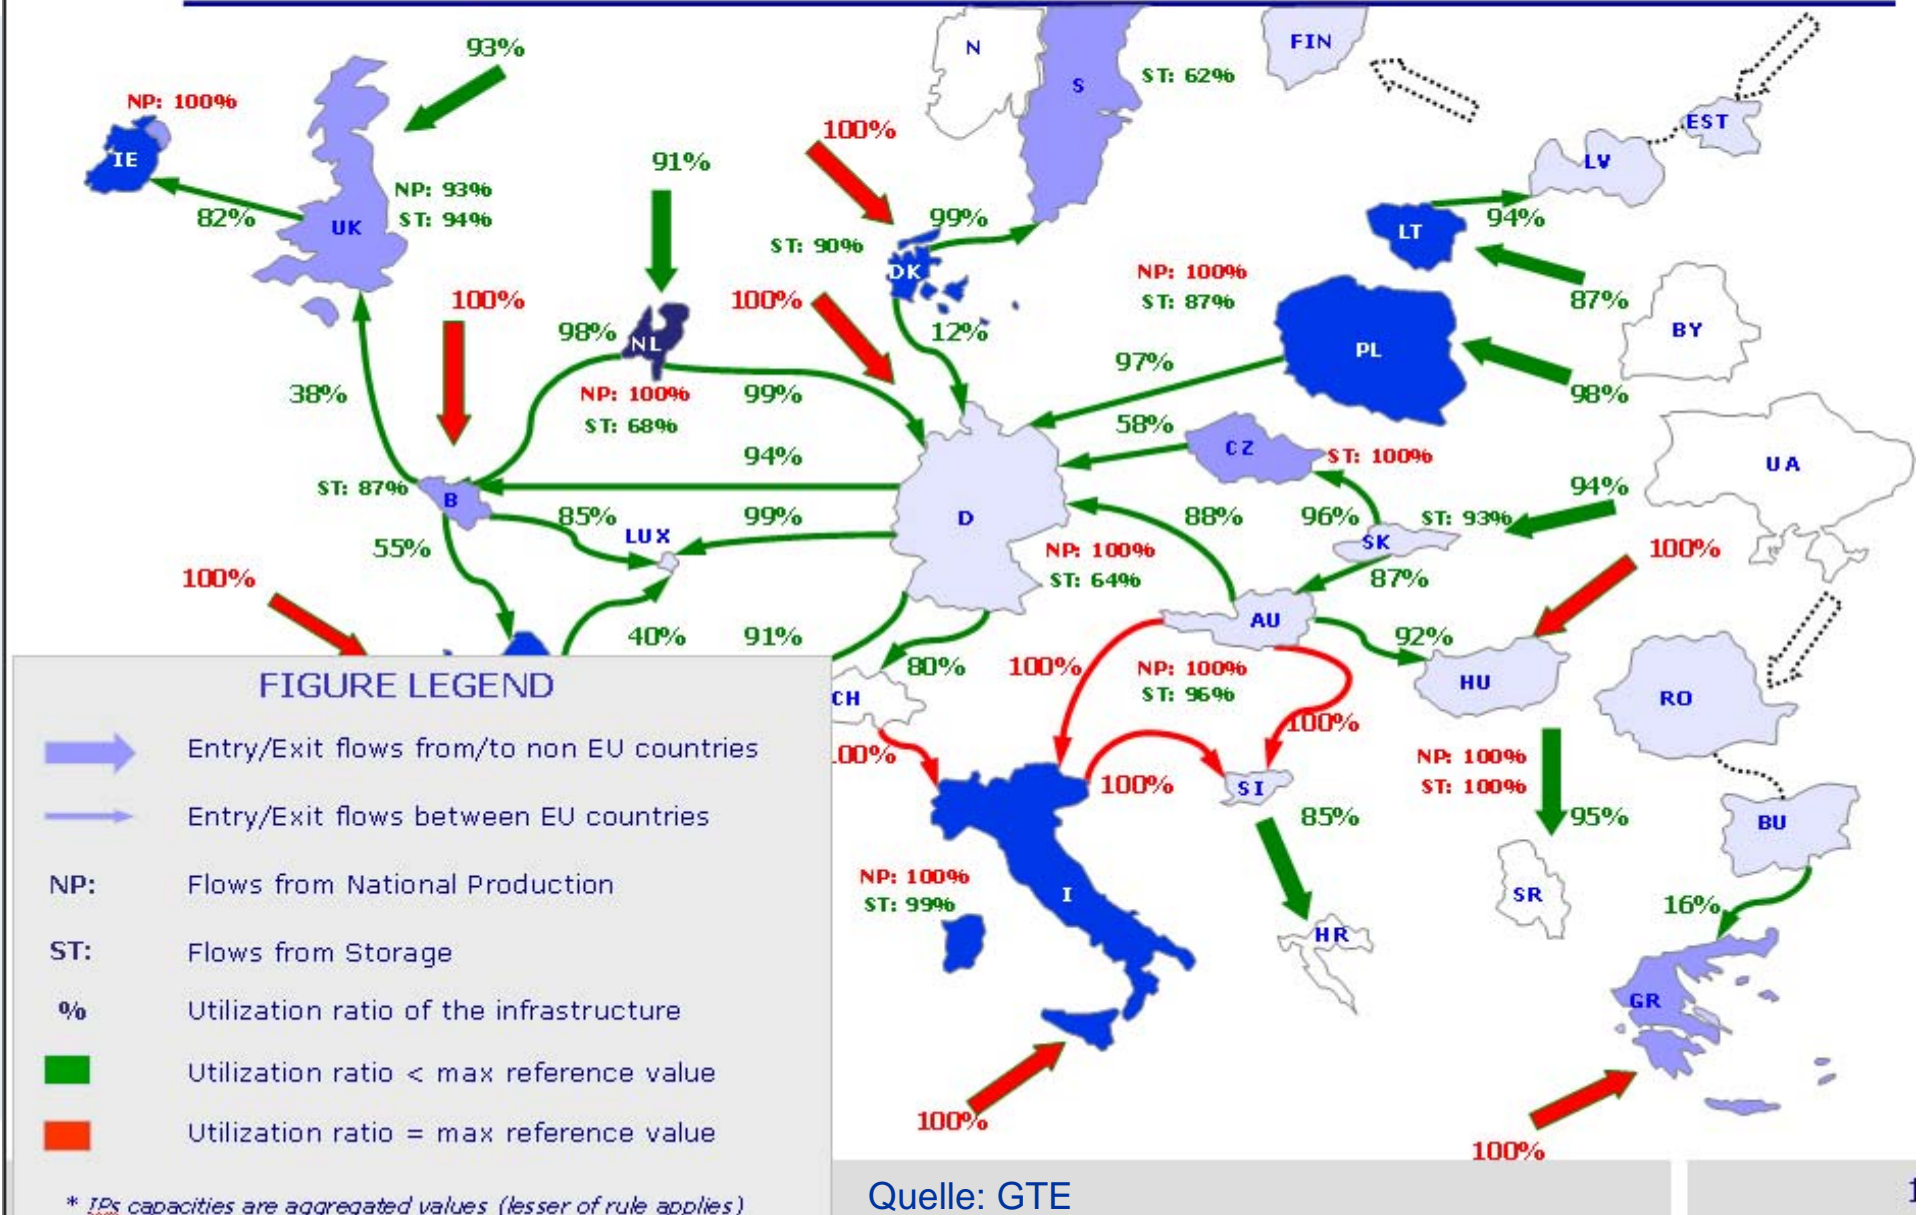 93%
N
FIN
S
ST: 62%
NP: 100%
EST
100%
IE
91%
LV
NP: 93%
ST: 94%
82%
UK
99%
94%
ST: 90%
LT
DK
NP: 100%
ST: 87%
100%
100%
87%
98%
NL
12%
BY
PL
97%
38%
NP: 100%
ST: 68%
99%
98%
58%
94%
CZ
ST: 100%
UA
ST: 87%
B
94%
85%
99%
D
88%
96%
ST: 93%
LUX
55%
SK
NP: 100%
ST: 64%
100%
100%
87%
AU
40%
91%
92%
80%
100%
NP: 100%
ST: 96%
HU
RO
CH
100%
100%
NP: 100%
ST: 100%
100%
SI
85%
95%
BU
NP: 100%
ST: 99%
I
SR
16%
HR
GR
100%
100%
FIGURE LEGEND
Entry/Exit flows from/to non EU countries
Entry/Exit flows between EU countries
NP: Flows from National Production
ST: Flows from Storage
% Utilization ratio of the infrastructure
Utilization ratio < max reference value
Utilization ratio = max reference value
* IPs capacities are aggregated values (lesser of rule applies)
Quelle: GTE